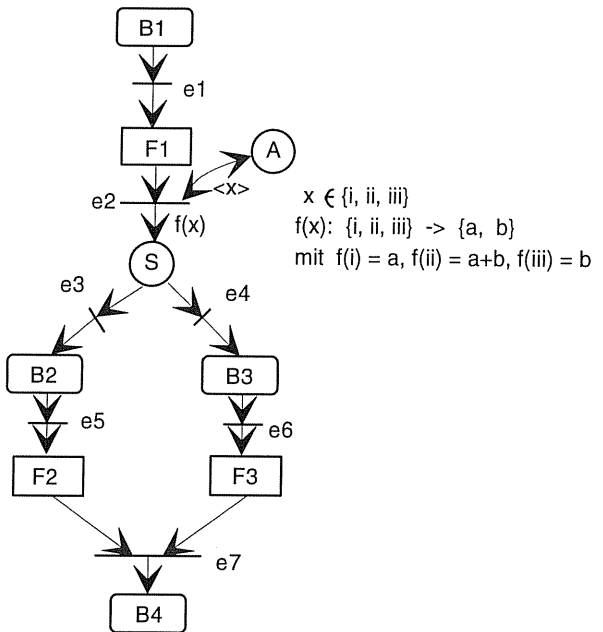 B1
e1
F1
A
<x>
e2
f(x)
x ∈ {i, ii, iii}
f(x): {i, ii, iii} -> {a, b}
mit f(i) = a, f(ii) = a+b, f(iii) = b
S
e3
e4
B2
B3
e5
e6
F2
F3
e7
B4